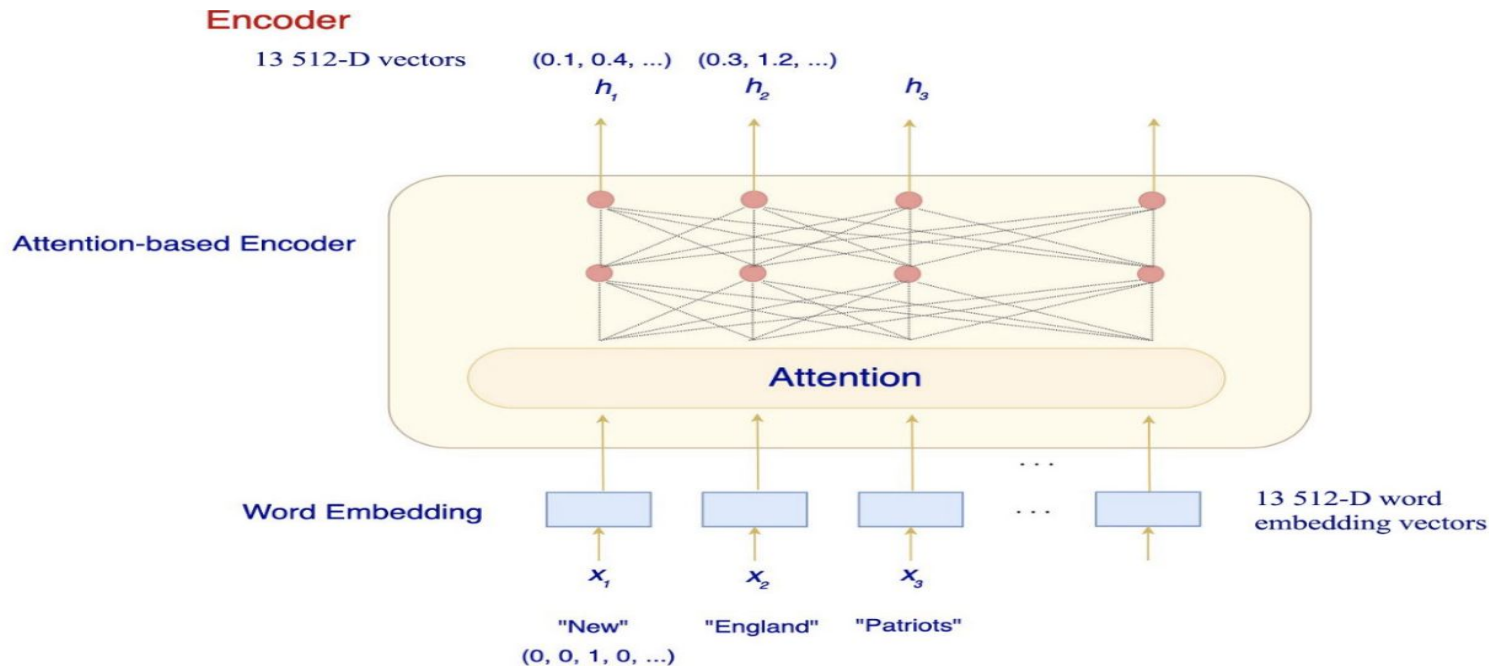 Encoder
13 512-D vectors (0.1, 0.4, ...) (0.3, 1.2, ...)
h1 h2 h3
Attention-based Encoder
Attention
...
Word Embedding ... 13 512-D word
embedding vectors
x1 x2 x3
"New" "England" "Patriots"
(0, 0, 1, 0, ...)